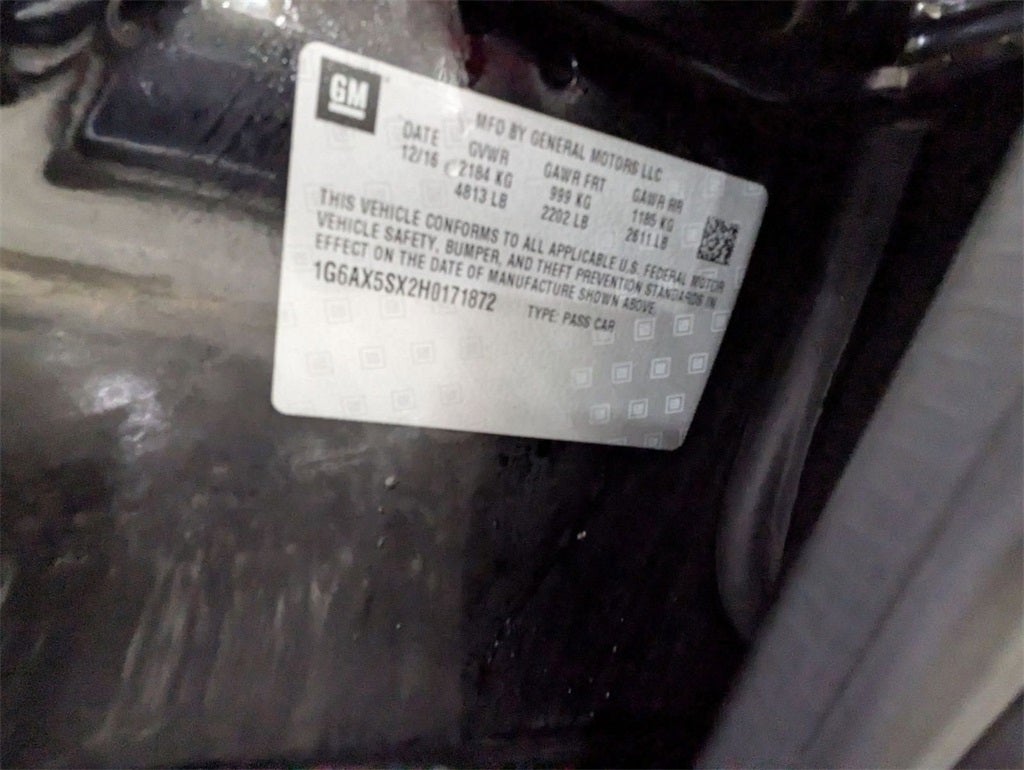 GM
MFD BY GENERAL MOTORS LLC
DATE GVWR GAWR FRT GAWR RR
12/16 2184 KG 999 KG 1185 KG
4813 LB 2202 LB 2611 LB
THIS VEHICLE CONFORMS TO ALL APPLICABLE U.S. FEDERAL MOTOR
VEHICLE SAFETY, BUMPER, AND THEFT PREVENTION STANDARDS IN
EFFECT ON THE DATE OF MANUFACTURE SHOWN ABOVE.
1G6AX5SX2H0171872 TYPE: PASS CAR